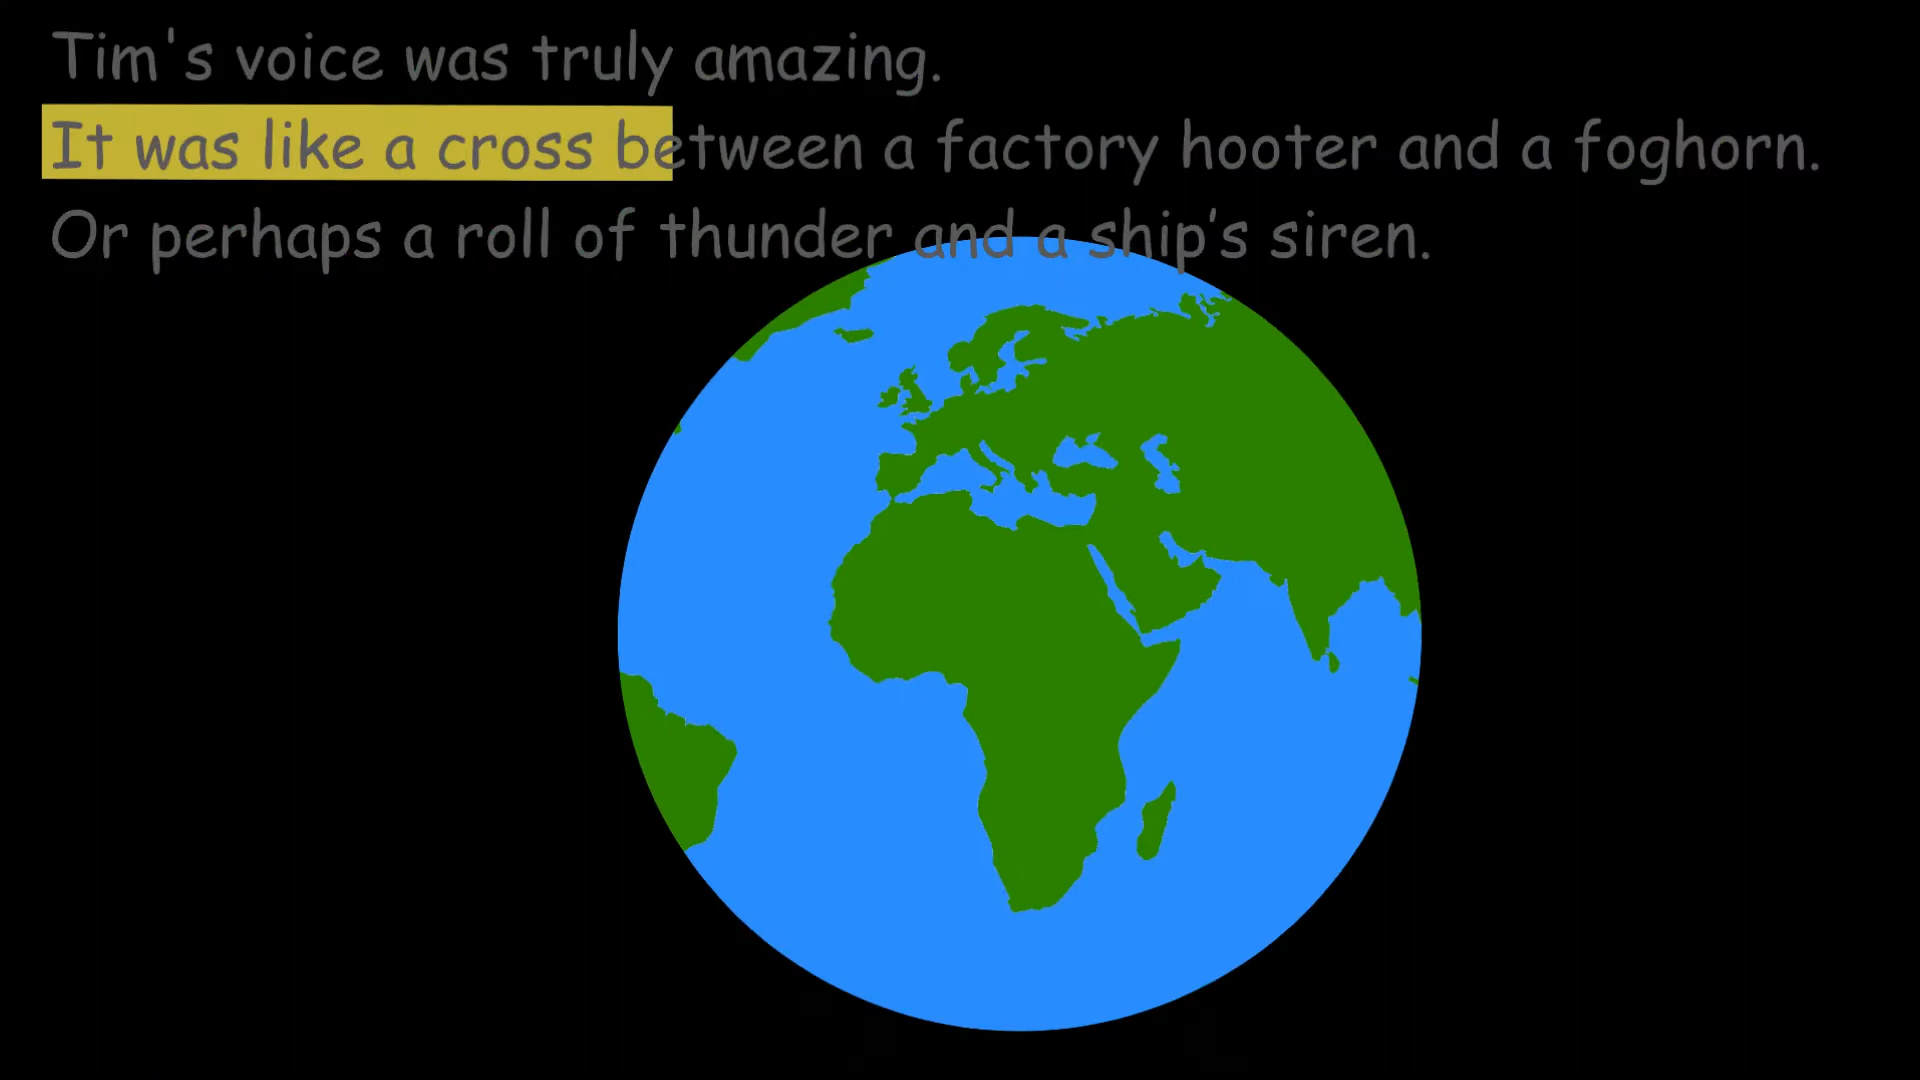 Tim's voice was truly amazing.
It was like a cross between a factory hooter and a foghorn.
Or perhaps a roll of thunder and a ship’s siren.